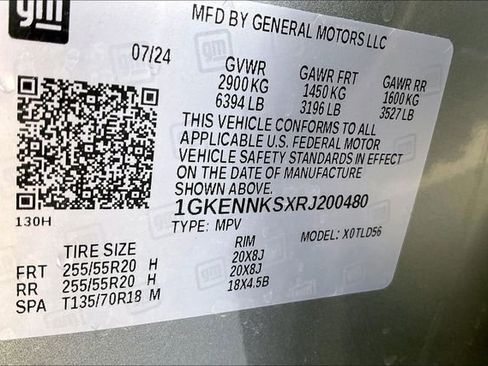 gm
MFD BY GENERAL MOTORS LLC
07/24
GVWR GAWR FRT GAWR RR
2900 KG 1450 KG 1600 KG
6394 LB 3196 LB 3527 LB
THIS VEHICLE CONFORMS TO ALL
APPLICABLE U.S. FEDERAL MOTOR
VEHICLE SAFETY STANDARDS IN EFFECT
ON THE DATE OF MANUFACTURE
SHOWN ABOVE.
1GKENNKSXRJ200480
TYPE: MPV MODEL: X0TLD56
130H
TIRE SIZE RIM
FRT 255/55R20 H 20X8J
RR 255/55R20 H 20X8J
SPA T135/70R18 M 18X4.5B